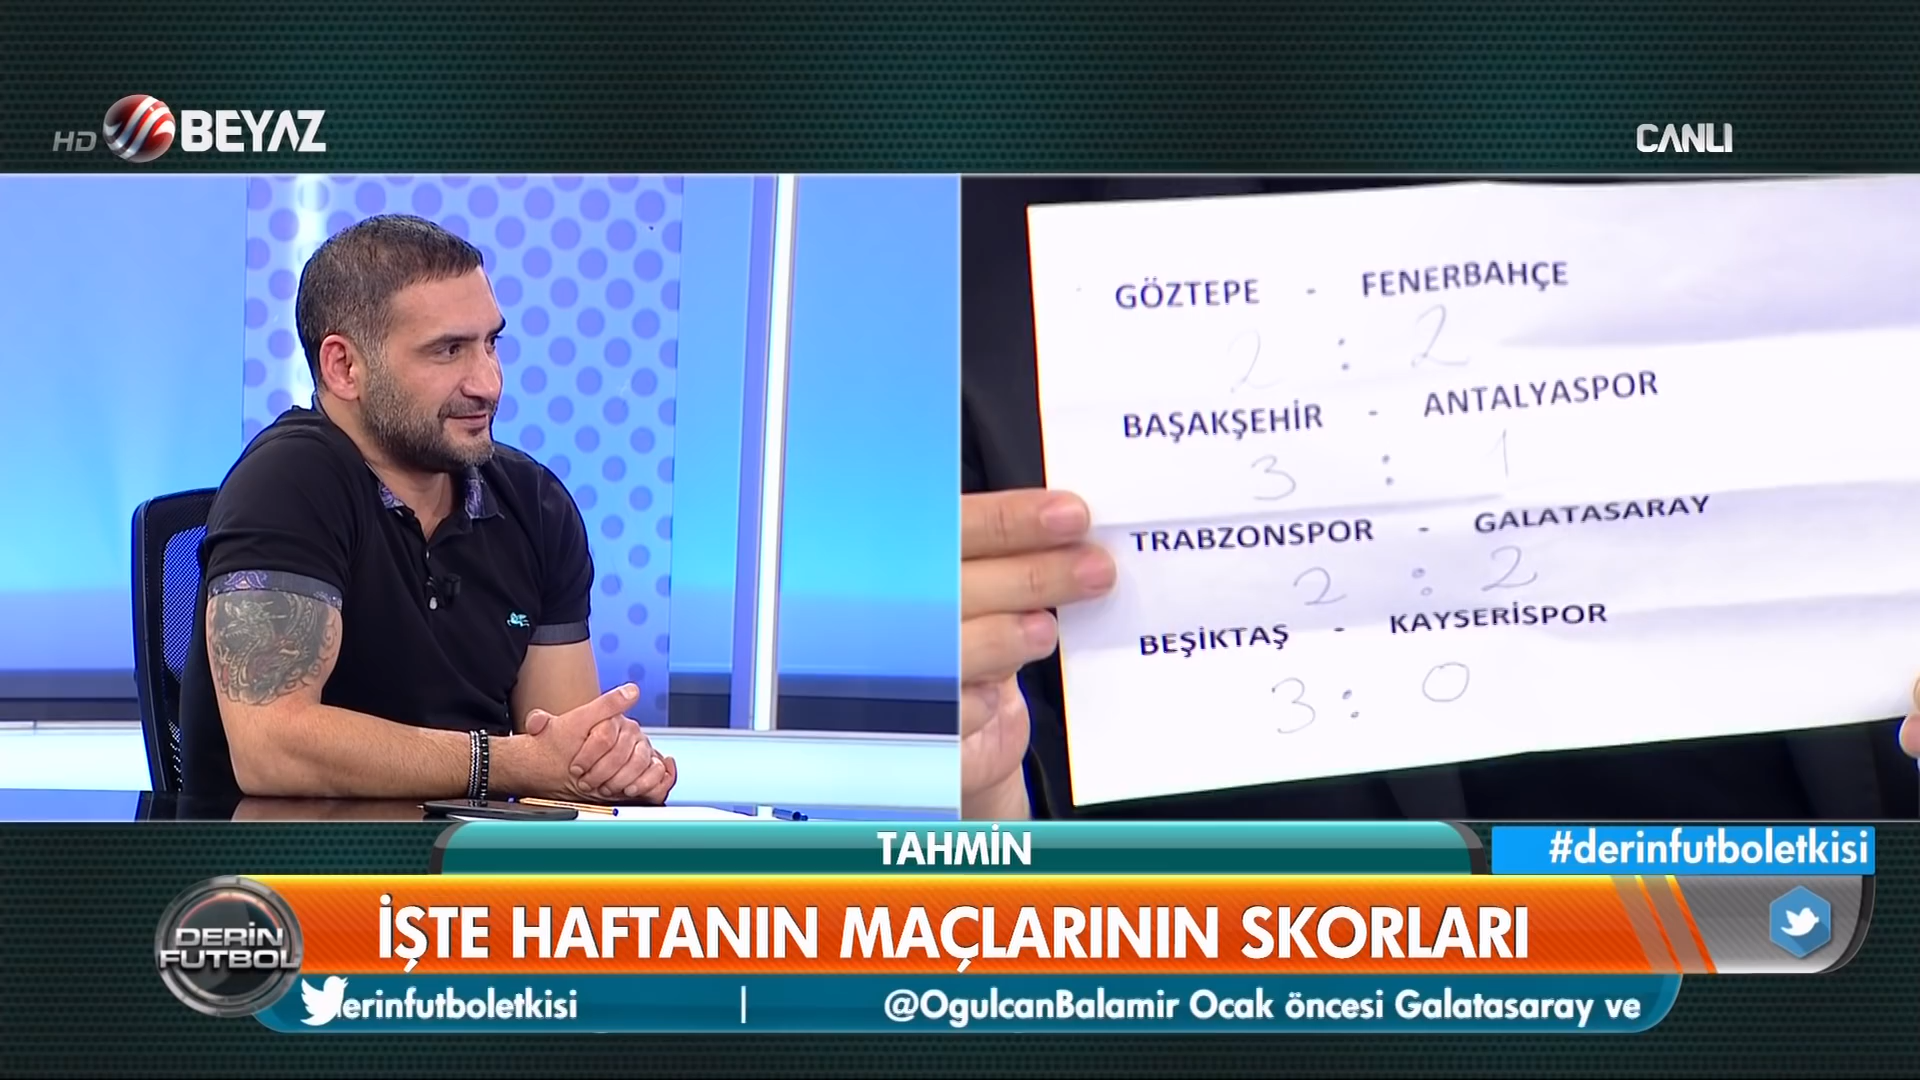 HD BEYAZ
CANLI
GÖZTEPE - FENERBAHÇE
2 : 2
BAŞAKŞEHİR - ANTALYASPOR
3 : 1
TRABZONSPOR - GALATASARAY
2 : 2
BEŞİKTAŞ - KAYSERİSPOR
3 : 0
TAHMİN
#derinfutboletkisi
DERİN FUTBOL
İŞTE HAFTANIN MAÇLARININ SKORLARI
erinfutboletkisi | @OgulcanBalamir Ocak öncesi Galatasaray ve